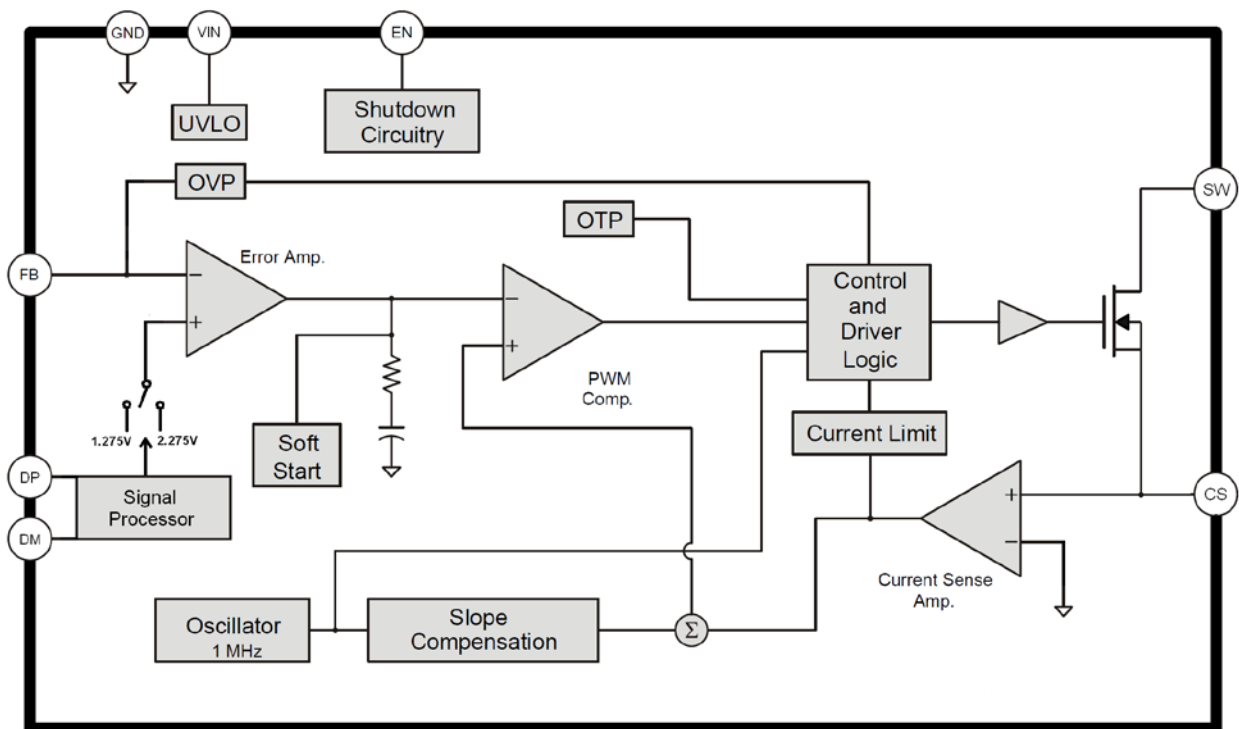 GND
VIN
EN
UVLO
Shutdown
Circuitry
OVP
SW
OTP
FB
Error Amp.
−
+
−
+
Control
and
Driver
Logic
PWM
Comp.
1.275V
2.275V
Soft
Start
Current Limit
DP
Signal
Processor
DM
+
−
CS
Current Sense
Amp.
Oscillator
1 MHz
Slope
Compensation
Σ